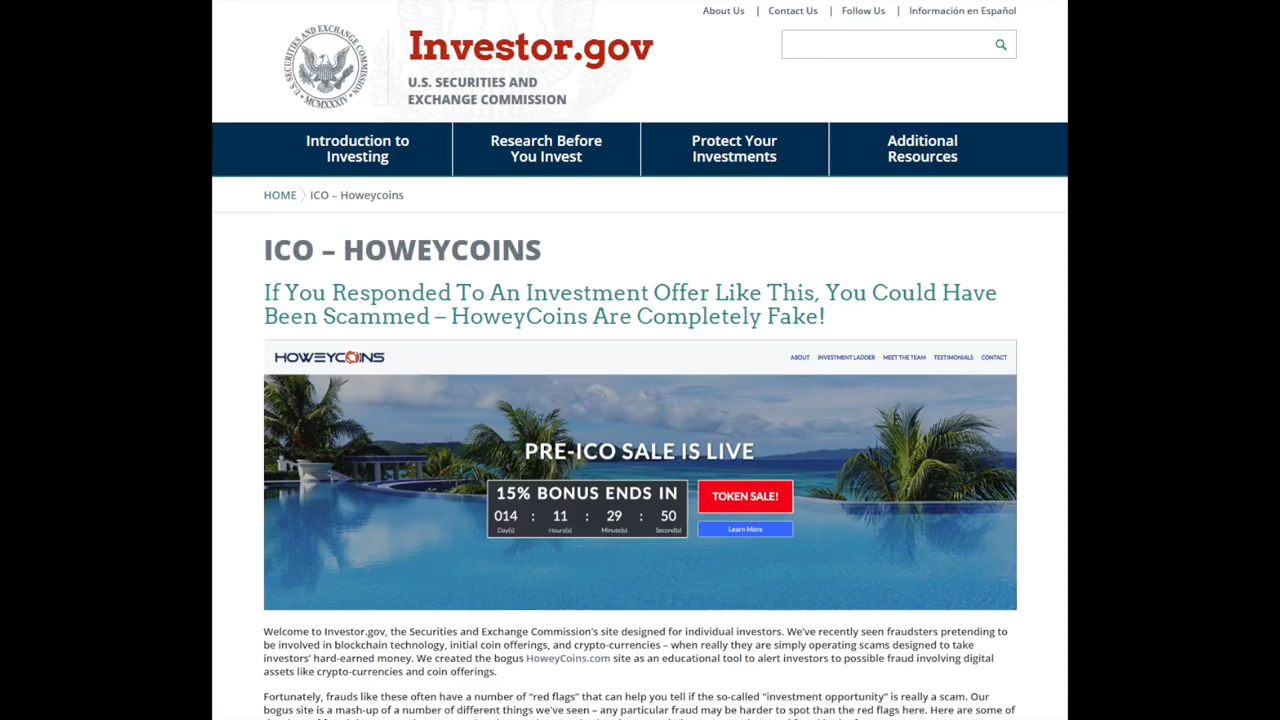 About Us | Contact Us | Follow Us | Información en Español
SECURITIES AND EXCHANGE COMMISSION
MCMXXXIV
Investor.gov
U.S. SECURITIES AND
EXCHANGE COMMISSION
Introduction to
Investing
Research Before
You Invest
Protect Your
Investments
Additional
Resources
HOME ICO – Howeycoins
ICO – HOWEYCOINS
If You Responded To An Investment Offer Like This, You Could Have
Been Scammed – HoweyCoins Are Completely Fake!
HOWEYCOINS
ABOUT INVESTMENT LADDER MEET THE TEAM TESTIMONIALS CONTACT
PRE-ICO SALE IS LIVE
15% BONUS ENDS IN
014 : 11 : 29 : 50
Day(s) Hours(s) Minute(s) Second(s)
TOKEN SALE!
Learn More
Welcome to Investor.gov, the Securities and Exchange Commission's site designed for individual investors. We've recently seen fraudsters pretending to
be involved in blockchain technology, initial coin offerings, and crypto-currencies – when really they are simply operating scams designed to take
investors' hard-earned money. We created the bogus HoweyCoins.com site as an educational tool to alert investors to possible fraud involving digital
assets like crypto-currencies and coin offerings.
Fortunately, frauds like these often have a number of “red flags” that can help you tell if the so-called “investment opportunity” is really a scam. Our
bogus site is a mash-up of a number of different things we've seen – any particular fraud may be harder to spot than the red flags here. Here are some of